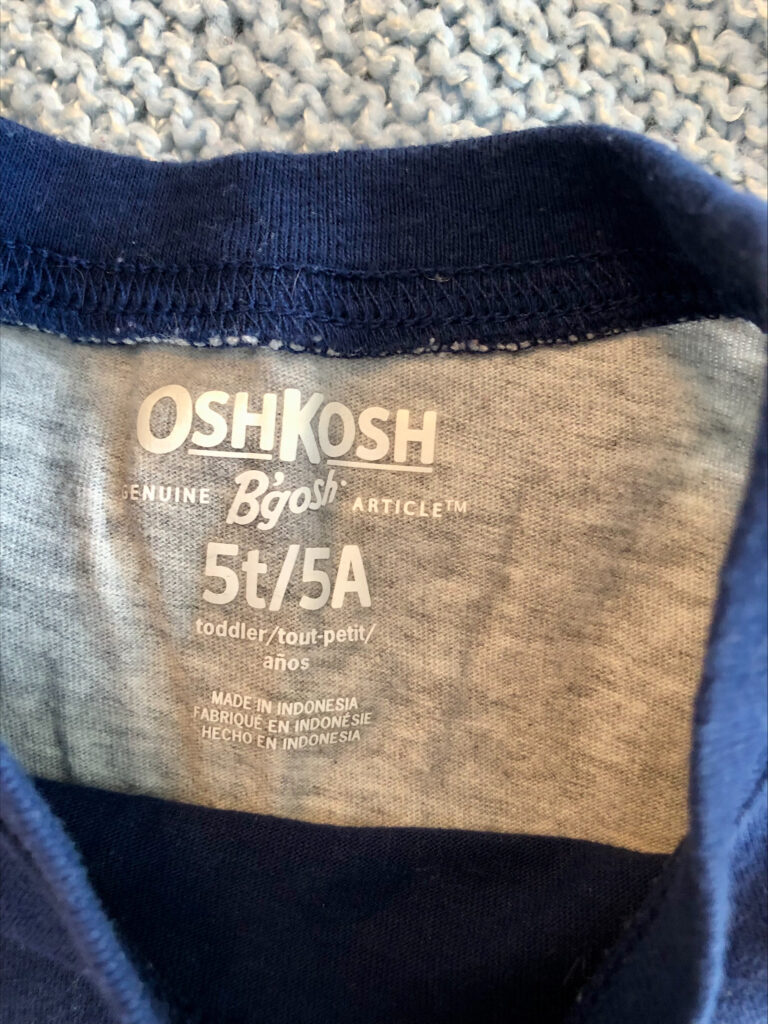 OSHKOSH
GENUINE B'gosh ARTICLE™
5t/5A
toddler/tout-petit/
años
MADE IN INDONESIA
FABRIQUÉ EN INDONÉSIE
HECHO EN INDONESIA